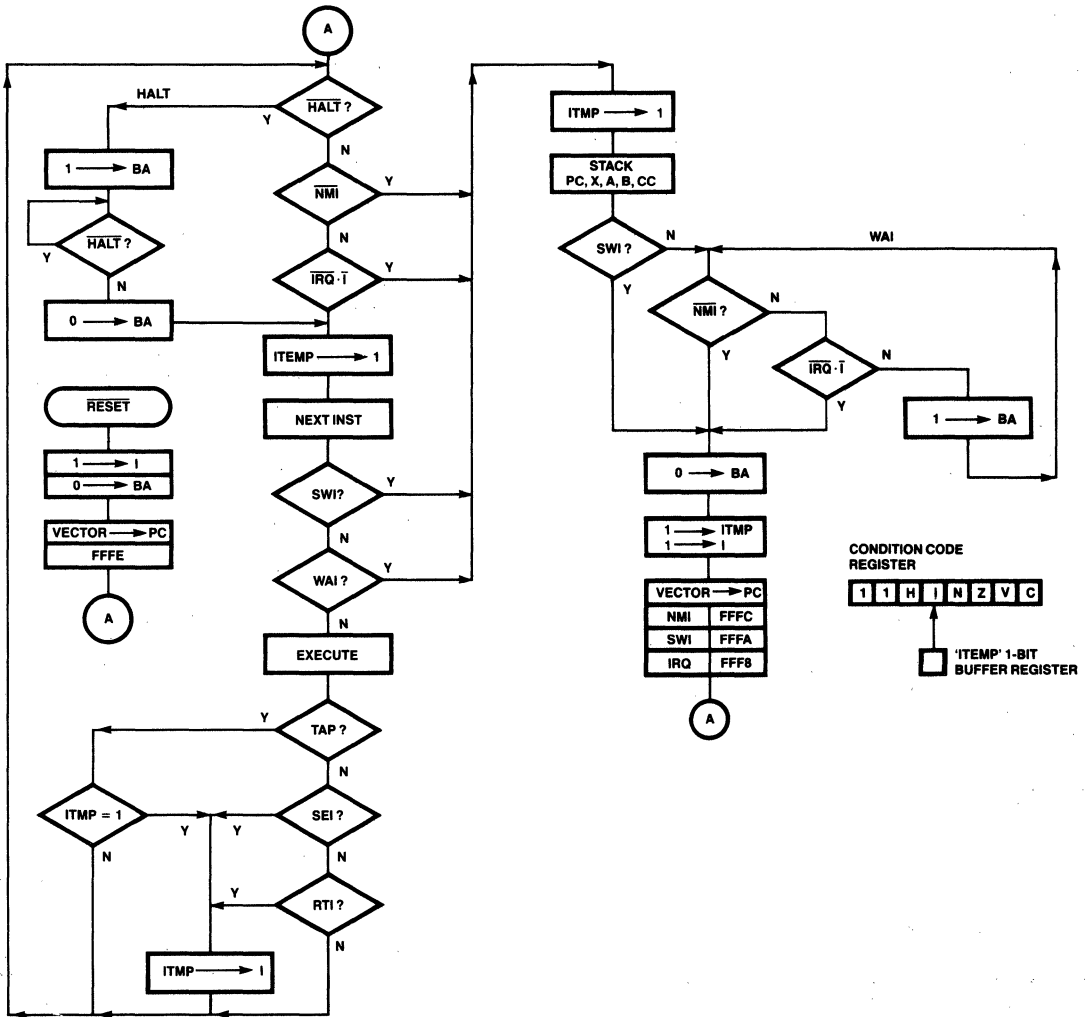 A
HALT ?
HALT
Y
N
1 → BA
HALT ?
Y
N
0 → BA
NMI
Y
N
IRQ · I
Y
N
ITEMP → 1
NEXT INST
SWI?
Y
N
WAI ?
Y
N
EXECUTE
TAP ?
Y
N
ITMP = 1
Y
N
SEI ?
Y
N
RTI ?
Y
N
ITMP → I
RESET
1 → I
0 → BA
VECTOR → PC
FFFE
A
ITMP → 1
STACK
PC, X, A, B, CC
SWI ?
N
Y
WAI
NMI ?
N
Y
IRQ · I
N
Y
1 → BA
0 → BA
1 → ITMP
1 → I
VECTOR → PC
NMI FFFC
SWI FFFA
IRQ FFF8
A
CONDITION CODE
REGISTER
1 1 H I N Z V C
'ITEMP' 1-BIT
BUFFER REGISTER